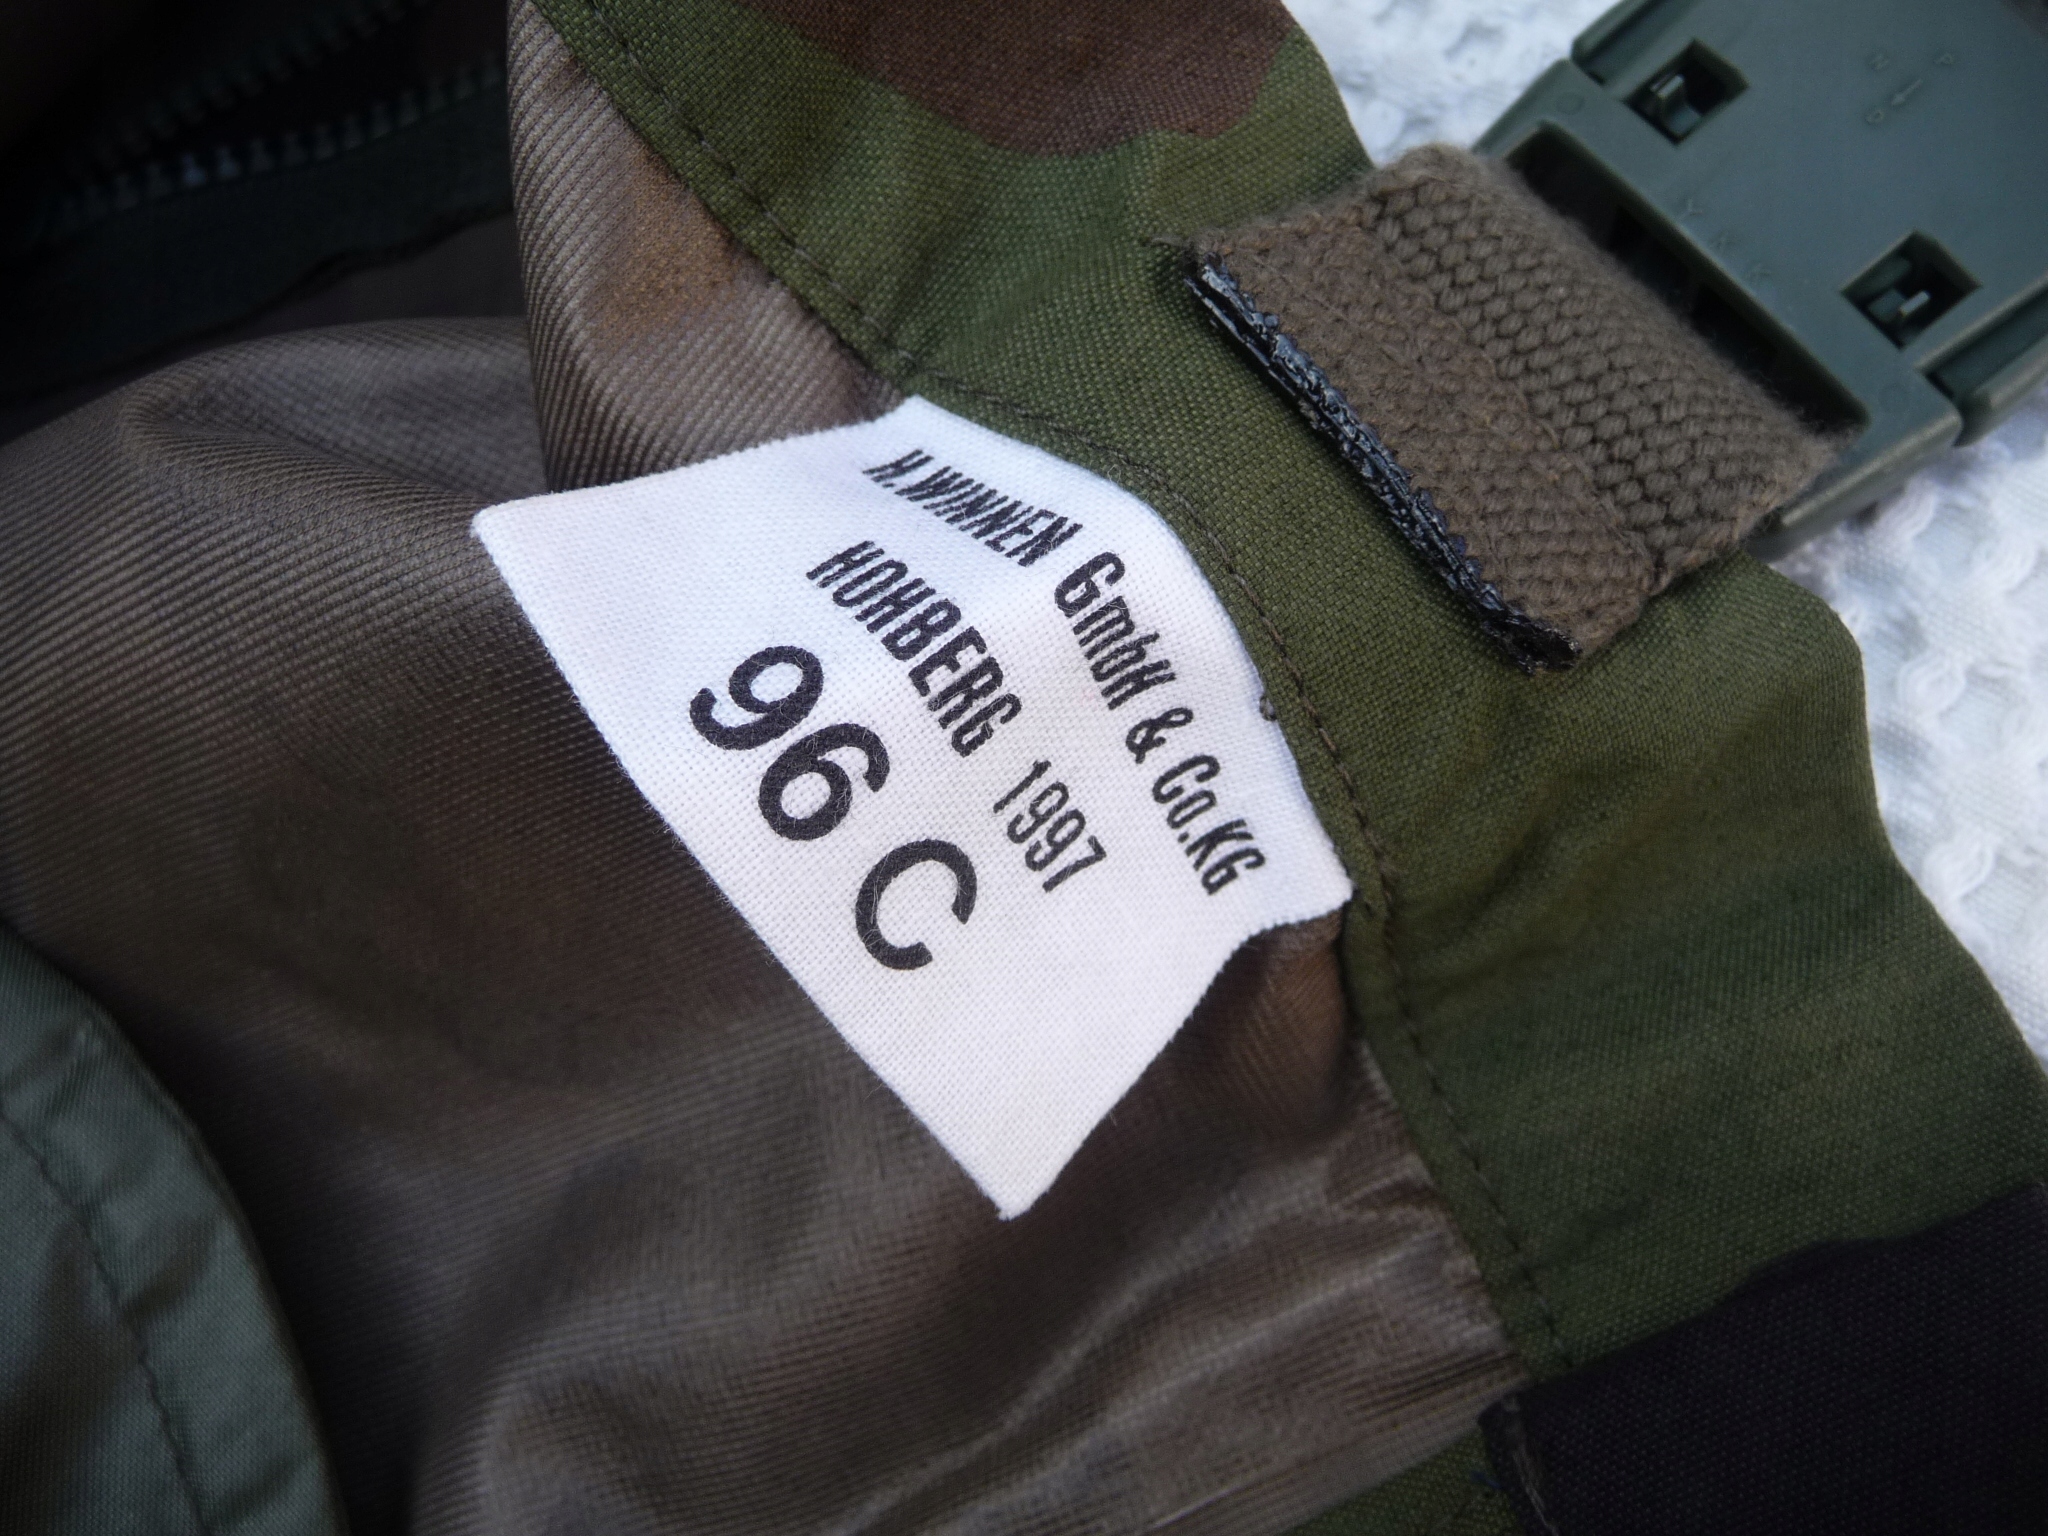 H.WINNEN GmbH & Co.KG
HOHBERG 1997
96 C